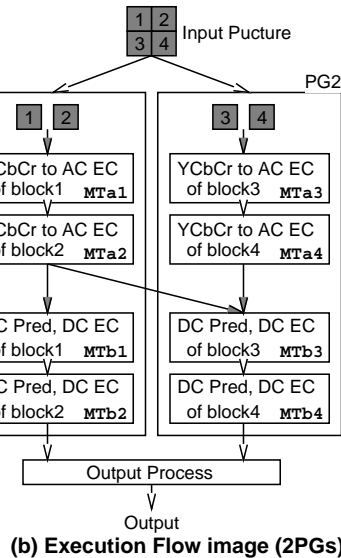 1 2
Input Pucture
3 4
PG2
1 2
3 4
CbCr to AC EC
of block1 MTa1
YCbCr to AC EC
of block3 MTa3
CbCr to AC EC
of block2 MTa2
YCbCr to AC EC
of block4 MTa4
C Pred, DC EC
of block1 MTb1
DC Pred, DC EC
of block3 MTb3
C Pred, DC EC
of block2 MTb2
DC Pred, DC EC
of block4 MTb4
Output Process
Output
(b) Execution Flow image (2PGs)